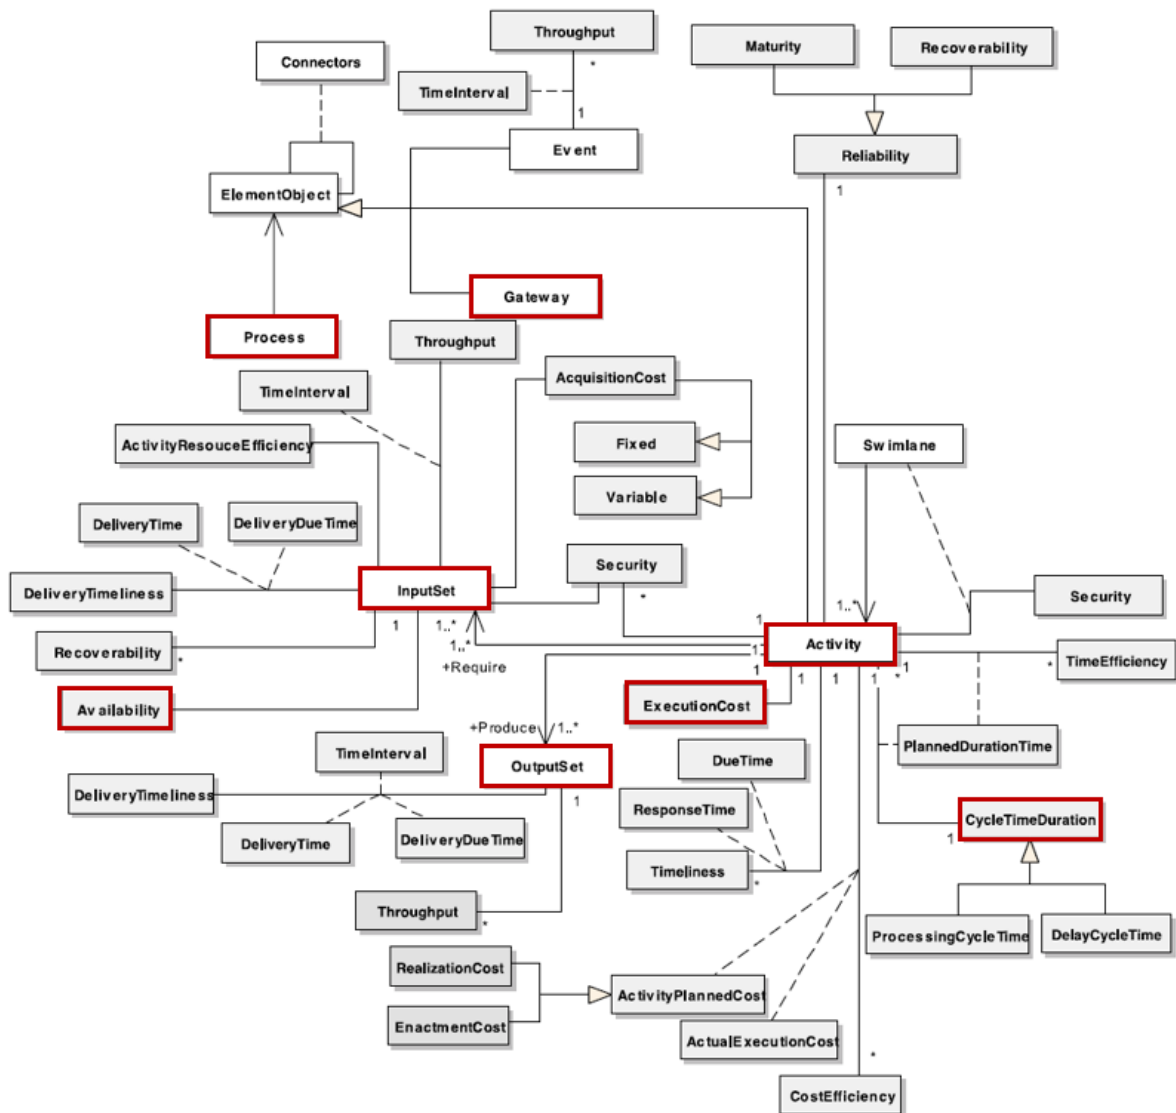 Throughput
Maturity
Recoverability
Connectors
*
TimeInterval
1
Event
Reliability
1
ElementObject
Gateway
Process
Throughput
TimeInterval
AcquisitionCost
ActivityResouceEfficiency
Fixed
Swimlane
Variable
DeliveryTime
DeliveryDueTime
Security
DeliveryTimeliness
InputSet
*
Security
1
1..*
1..*
1
Activity
Recoverability
*
1..*
+Require
1
1
*
TimeEfficiency
Availability
ExecutionCost
1
1
1
1
*
+Produce
1..*
PlannedDurationTime
TimeInterval
OutputSet
DueTime
DeliveryTimeliness
1
ResponseTime
CycleTimeDuration
DeliveryTime
DeliveryDueTime
1
Timeliness
*
Throughput
*
ProcessingCycleTime
DelayCycleTime
RealizationCost
ActivityPlannedCost
EnactmentCost
ActualExecutionCost
*
CostEfficiency